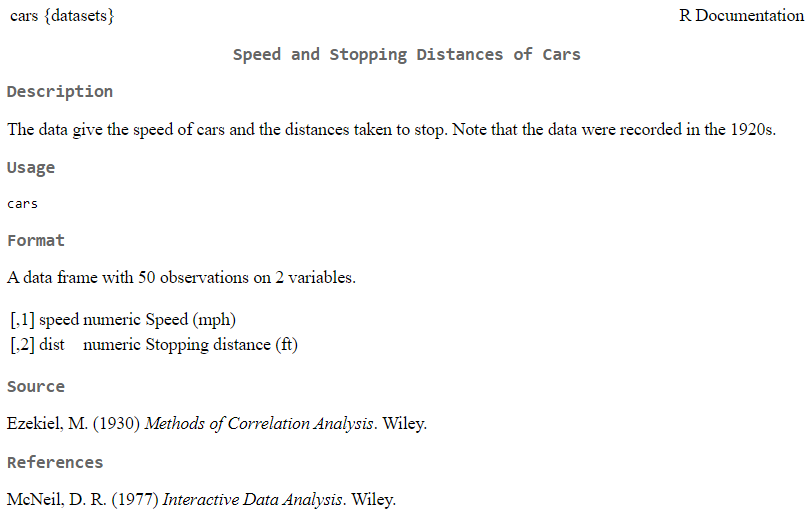 cars {datasets} R Documentation
Speed and Stopping Distances of Cars
Description
The data give the speed of cars and the distances taken to stop. Note that the data were recorded in the 1920s.
Usage
cars
Format
A data frame with 50 observations on 2 variables.
[,1] speed numeric Speed (mph)
[,2] dist numeric Stopping distance (ft)
Source
Ezekiel, M. (1930) Methods of Correlation Analysis. Wiley.
References
McNeil, D. R. (1977) Interactive Data Analysis. Wiley.